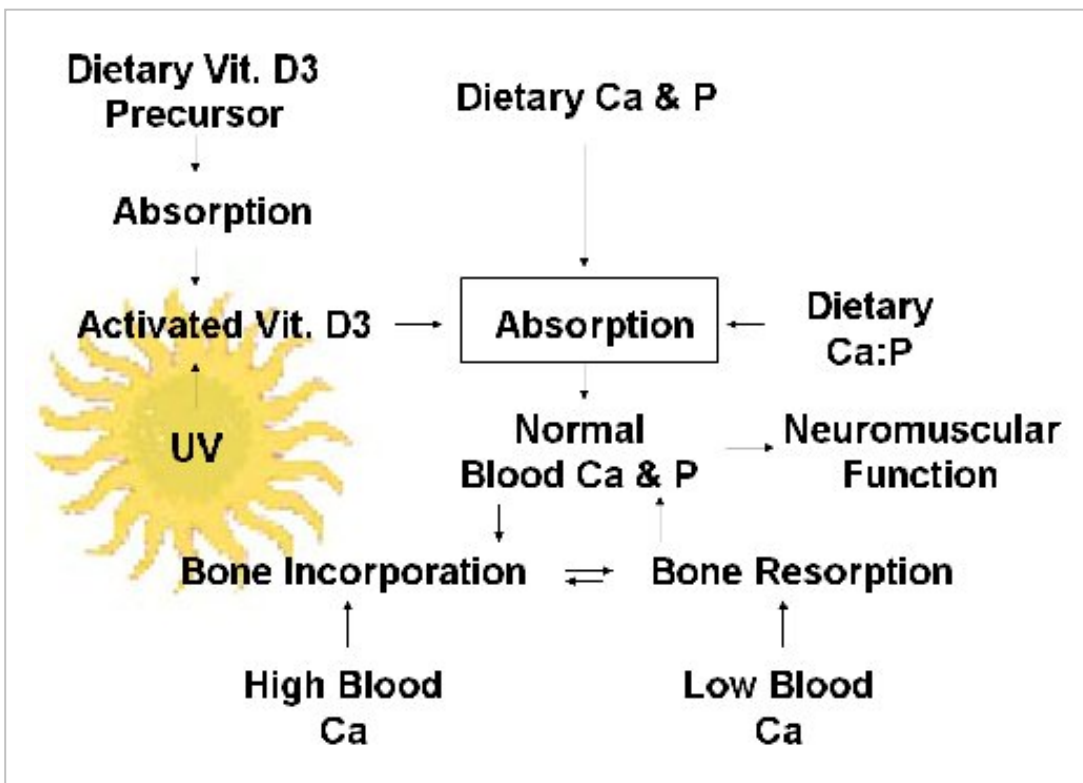 Dietary Vit. D3
Precursor
Dietary Ca & P
Absorption
Activated Vit. D3
Absorption
Dietary
Ca:P
UV
Normal
Blood Ca & P
Neuromuscular
Function
Bone Incorporation
Bone Resorption
High Blood
Ca
Low Blood
Ca